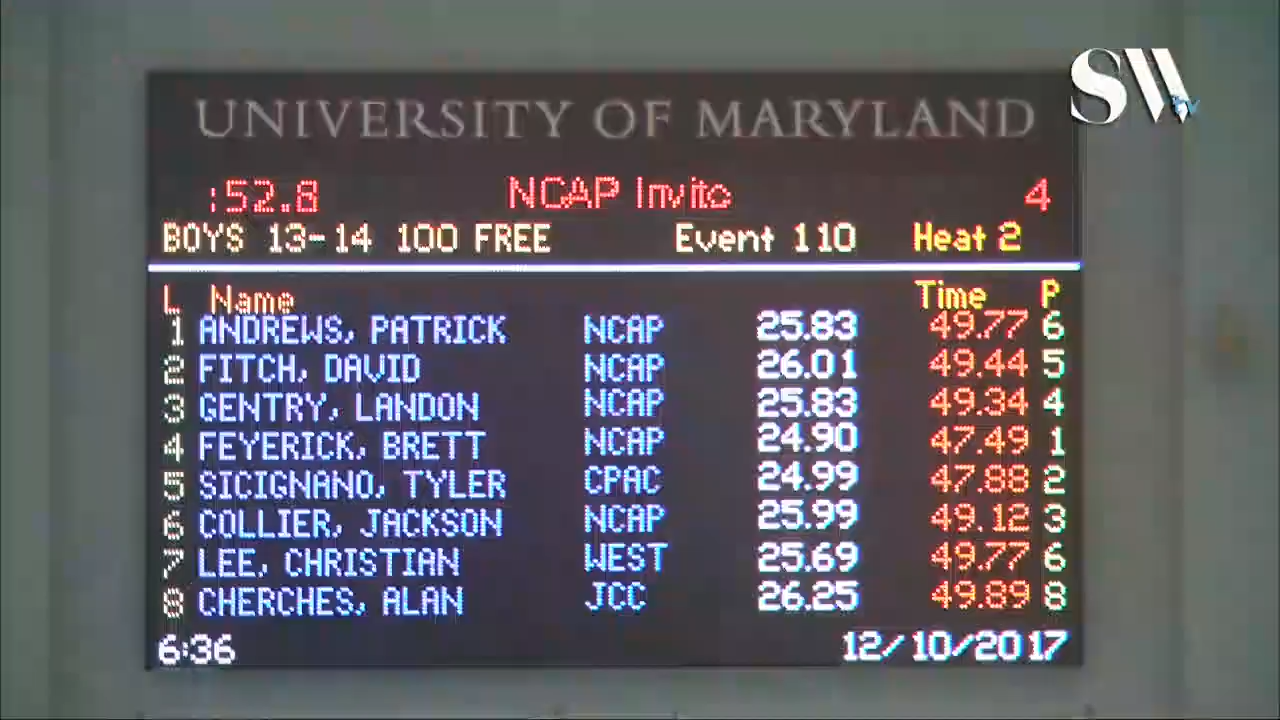 SW
TV
UNIVERSITY OF MARYLAND
:52.8 NCAP Invite 4
BOYS 13-14 100 FREE Event 110 Heat 2
L Name Time P
1 ANDREWS, PATRICK NCAP 25.83 49.77 6
2 FITCH, DAVID NCAP 26.01 49.44 5
3 GENTRY, LANDON NCAP 25.83 49.34 4
4 FEYERICK, BRETT NCAP 24.90 47.49 1
5 SICIGNANO, TYLER CPAC 24.99 47.88 2
6 COLLIER, JACKSON NCAP 25.99 49.12 3
7 LEE, CHRISTIAN WEST 25.69 49.77 6
8 CHERCHES, ALAN JCC 26.25 49.89 8
6:36 12/10/2017